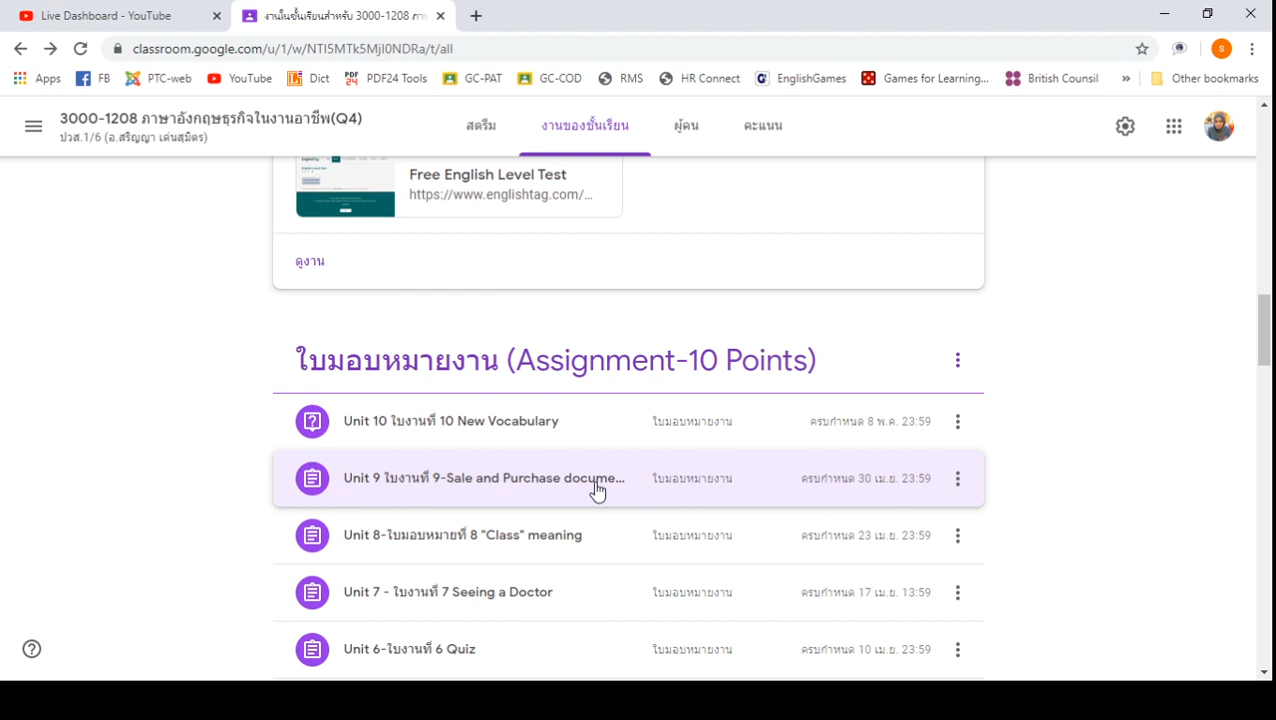 Live Dashboard - YouTube
งานในชั้นเรียนสำหรับ 3000-1208 ภา
classroom.google.com/u/1/w/NTI5MTk5MjI0NDRa/t/all
Apps FB PTC-web YouTube Dict PDF24 Tools GC-PAT GC-COD RMS HR Connect EnglishGames Games for Learning... British Counsil » Other bookmarks
3000-1208 ภาษาอังกฤษธุรกิจในงานอาชีพ(Q4)
ปวส.1/6 (อ.สริญญา เด่นสุมิตร)
สตรีม งานของชั้นเรียน ผู้คน คะแนน
Free English Level Test
https://www.englishtag.com/...
ดูงาน
ใบมอบหมายงาน (Assignment-10 Points)
Unit 10 ใบงานที่ 10 New Vocabulary ใบมอบหมายงาน ครบกำหนด 8 พ.ค. 23:59
Unit 9 ใบงานที่ 9-Sale and Purchase docume... ใบมอบหมายงาน ครบกำหนด 30 เม.ย. 23:59
Unit 8-ใบมอบหมายที่ 8 "Class" meaning ใบมอบหมายงาน ครบกำหนด 23 เม.ย. 23:59
Unit 7 - ใบงานที่ 7 Seeing a Doctor ใบมอบหมายงาน ครบกำหนด 17 เม.ย. 13:59
Unit 6-ใบงานที่ 6 Quiz ใบมอบหมายงาน ครบกำหนด 10 เม.ย. 23:59